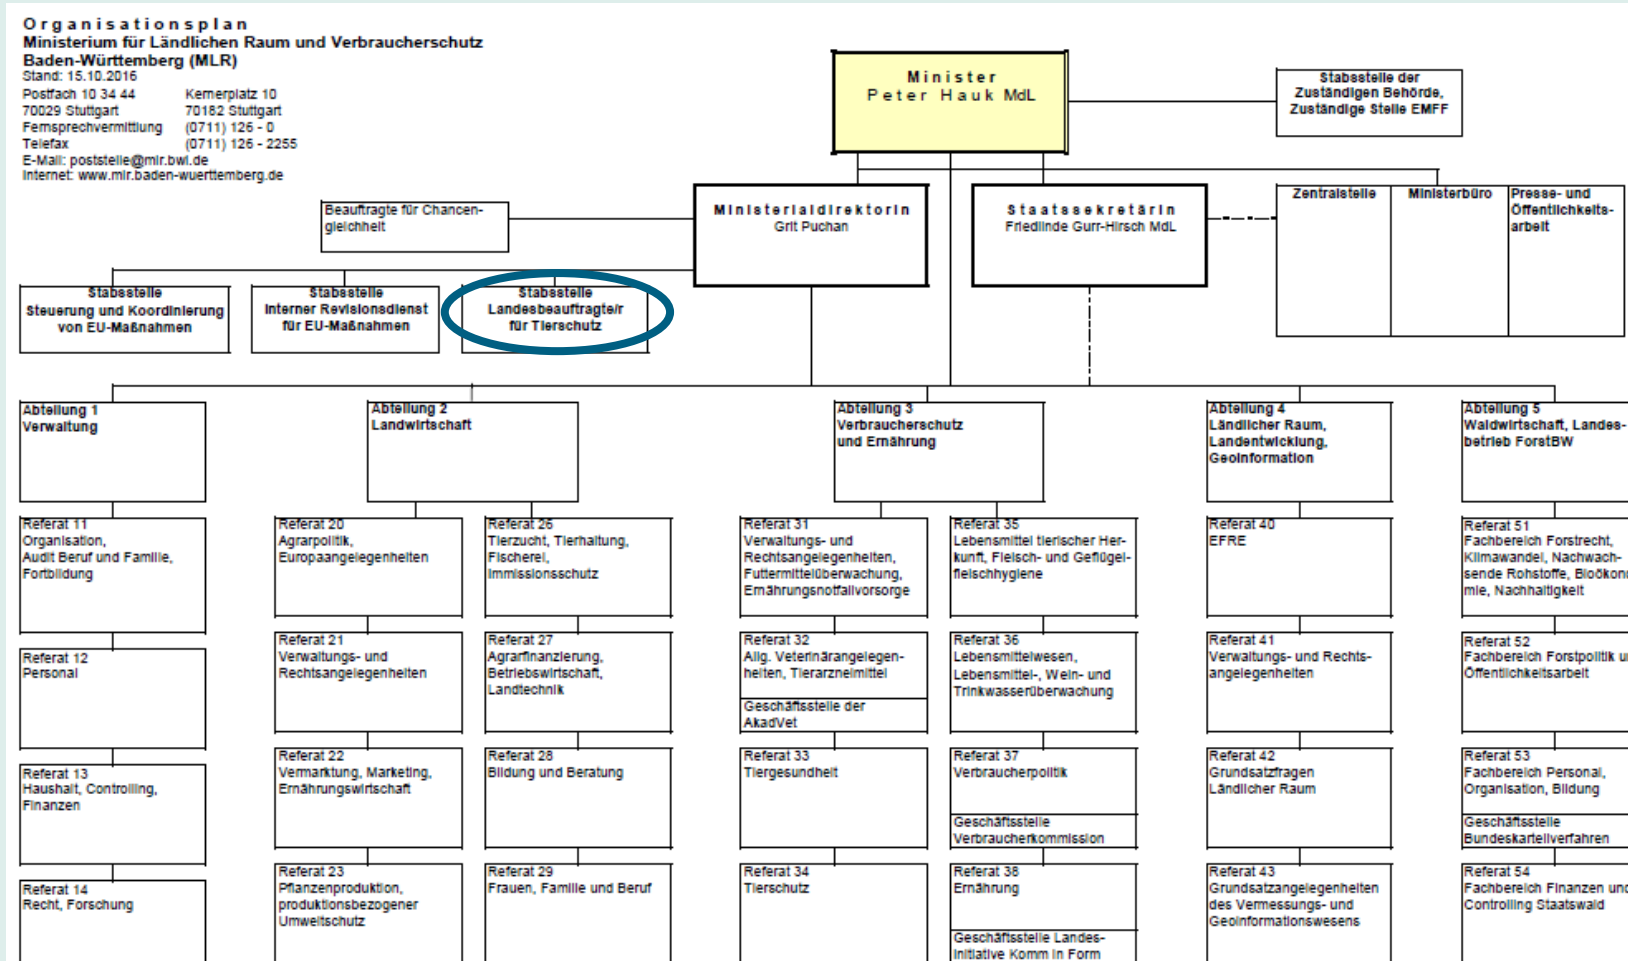 Organisationsplan
Ministerium für Ländlichen Raum und Verbraucherschutz
Baden-Württemberg (MLR)
Stand: 15.10.2016
Postfach 10 34 44 Kernerplatz 10
70029 Stuttgart 70182 Stuttgart
Fernsprechvermittlung (0711) 126 - 0
Telefax (0711) 126 - 2255
E-Mail: poststelle@mlr.bwl.de
Internet: www.mlr.baden-wuerttemberg.de
Minister
Peter Hauk MdL
Stabsstelle der
Zuständigen Behörde,
Zuständige Stelle EMFF
Beauftragte für Chancen-
gleichheit
Ministerialdirektorin
Grit Puchan
Staatssekretärin
Friedlinde Gurr-Hirsch MdL
Zentralstelle
Ministerbüro
Presse- und
Öffentlichkeits-
arbeit
Stabsstelle
Steuerung und Koordinierung
von EU-Maßnahmen
Stabsstelle
Interner Revisionsdienst
für EU-Maßnahmen
Stabsstelle
Landesbeauftragte/r
für Tierschutz
Abteilung 1
Verwaltung
Abteilung 2
Landwirtschaft
Abteilung 3
Verbraucherschutz
und Ernährung
Abteilung 4
Ländlicher Raum,
Landentwicklung,
Geoinformation
Abteilung 5
Waldwirtschaft, Landes-
betrieb ForstBW
Referat 11
Organisation,
Audit Beruf und Familie,
Fortbildung
Referat 20
Agrarpolitik,
Europaangelegenheiten
Referat 26
Tierzucht, Tierhaltung,
Fischerei,
Immissionsschutz
Referat 31
Verwaltungs- und
Rechtsangelegenheiten,
Futtermittelüberwachung,
Ernährungsnotfallvorsorge
Referat 35
Lebensmittel tierischer Her-
kunft, Fleisch- und Geflügel-
fleischhygiene
Referat 40
EFRE
Referat 51
Fachbereich Forstrecht,
Klimawandel, Nachwach-
sende Rohstoffe, Bioökono
mie, Nachhaltigkeit
Referat 12
Personal
Referat 21
Verwaltungs- und
Rechtsangelegenheiten
Referat 27
Agrarfinanzierung,
Betriebswirtschaft,
Landtechnik
Referat 32
Allg. Veterinärangelegen-
heiten, Tierarzneimittel
Geschäftsstelle der
AkadVet
Referat 36
Lebensmittelwesen,
Lebensmittel-, Wein- und
Trinkwasserüberwachung
Referat 41
Verwaltungs- und Rechts-
angelegenheiten
Referat 52
Fachbereich Forstpolitik u
Öffentlichkeitsarbeit
Referat 13
Haushalt, Controlling,
Finanzen
Referat 22
Vermarktung, Marketing,
Ernährungswirtschaft
Referat 28
Bildung und Beratung
Referat 33
Tiergesundheit
Referat 37
Verbraucherpolitik
Geschäftsstelle
Verbraucherkommission
Referat 42
Grundsatzfragen
Ländlicher Raum
Referat 53
Fachbereich Personal,
Organisation, Bildung
Geschäftsstelle
Bundeskartellverfahren
Referat 14
Recht, Forschung
Referat 23
Pflanzenproduktion,
produktionsbezogener
Umweltschutz
Referat 29
Frauen, Familie und Beruf
Referat 34
Tierschutz
Referat 38
Ernährung
Geschäftsstelle Landes-
initiative Komm in Form
Referat 43
Grundsatzangelegenheiten
des Vermessungs- und
Geoinformationswesens
Referat 54
Fachbereich Finanzen und
Controlling Staatswald